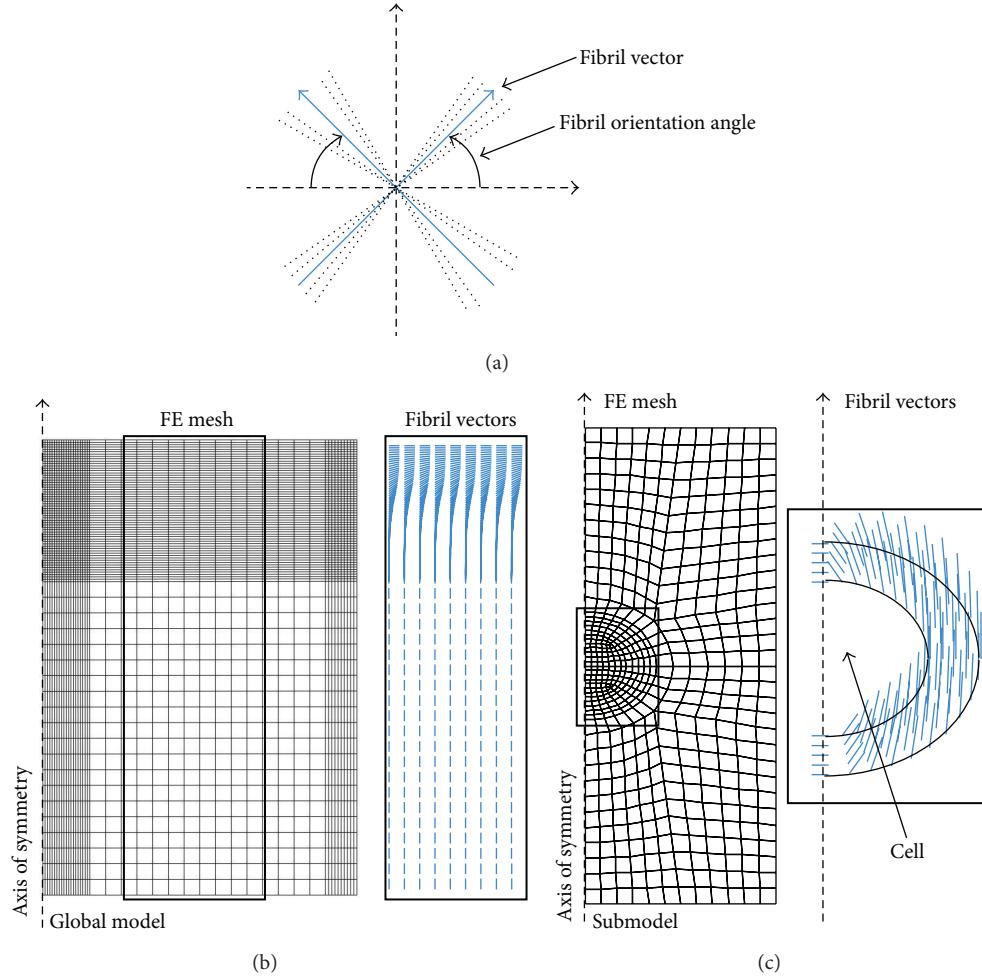 Fibril vector
Fibril orientation angle
(a)
FE mesh
Fibril vectors
Axis of symmetry
Global model
(b)
FE mesh
Fibril vectors
Axis of symmetry
Submodel
Cell
(c)